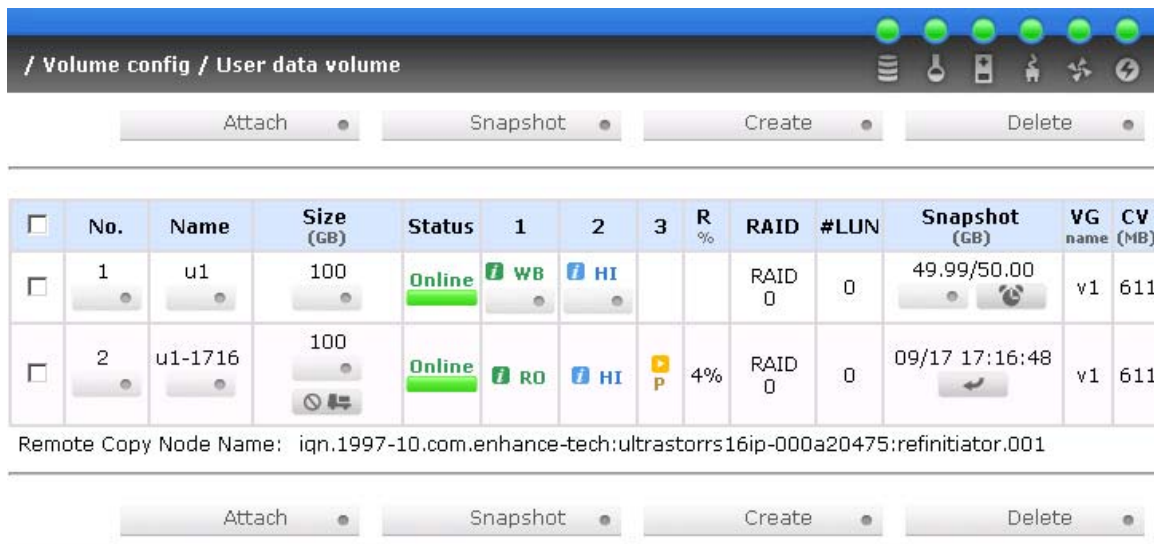 / Volume config / User data volume
Attach Snapshot Create Delete
No. Name Size (GB) Status 1 2 3 R % RAID #LUN Snapshot (GB) VG name CV (MB)
1 u1 100 Online WB HI RAID 0 0 49.99/50.00 v1 611
2 u1-1716 100 Online RO HI P 4% RAID 0 0 09/17 17:16:48 v1 611
Remote Copy Node Name: iqn.1997-10.com.enhance-tech:ultrastorrs16ip-000a20475:refinitiator.001
Attach Snapshot Create Delete